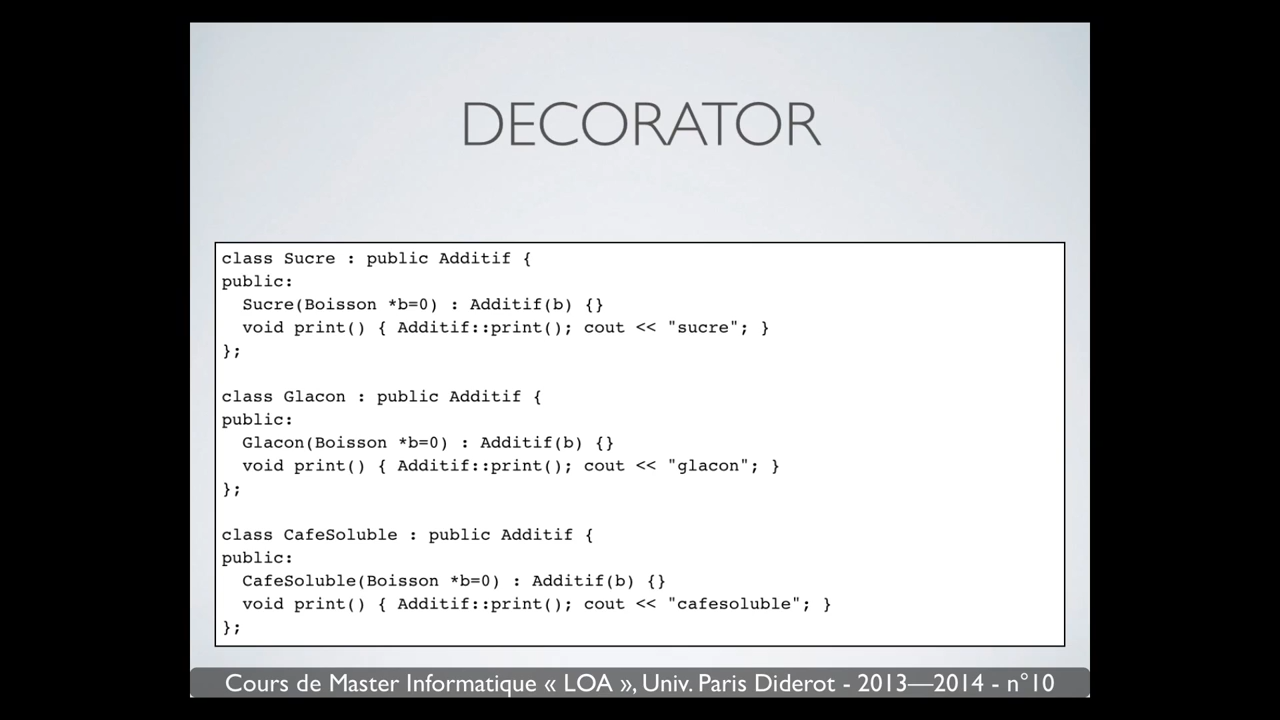 DECORATOR
class Sucre : public Additif {
public:
  Sucre(Boisson *b=0) : Additif(b) {}
  void print() { Additif::print(); cout << "sucre"; }
};
class Glacon : public Additif {
public:
  Glacon(Boisson *b=0) : Additif(b) {}
  void print() { Additif::print(); cout << "glacon"; }
};
class CafeSoluble : public Additif {
public:
  CafeSoluble(Boisson *b=0) : Additif(b) {}
  void print() { Additif::print(); cout << "cafesoluble"; }
};
Cours de Master Informatique « LOA », Univ. Paris Diderot - 2013—2014 - n°10